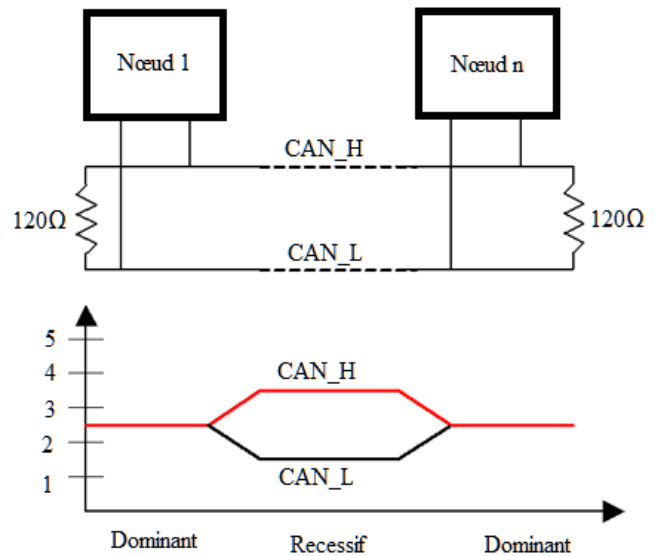 Nœud 1
Nœud n
CAN_H
120Ω
120Ω
CAN_L
5
4
CAN_H
3
2
CAN_L
1
Dominant
Recessif
Dominant